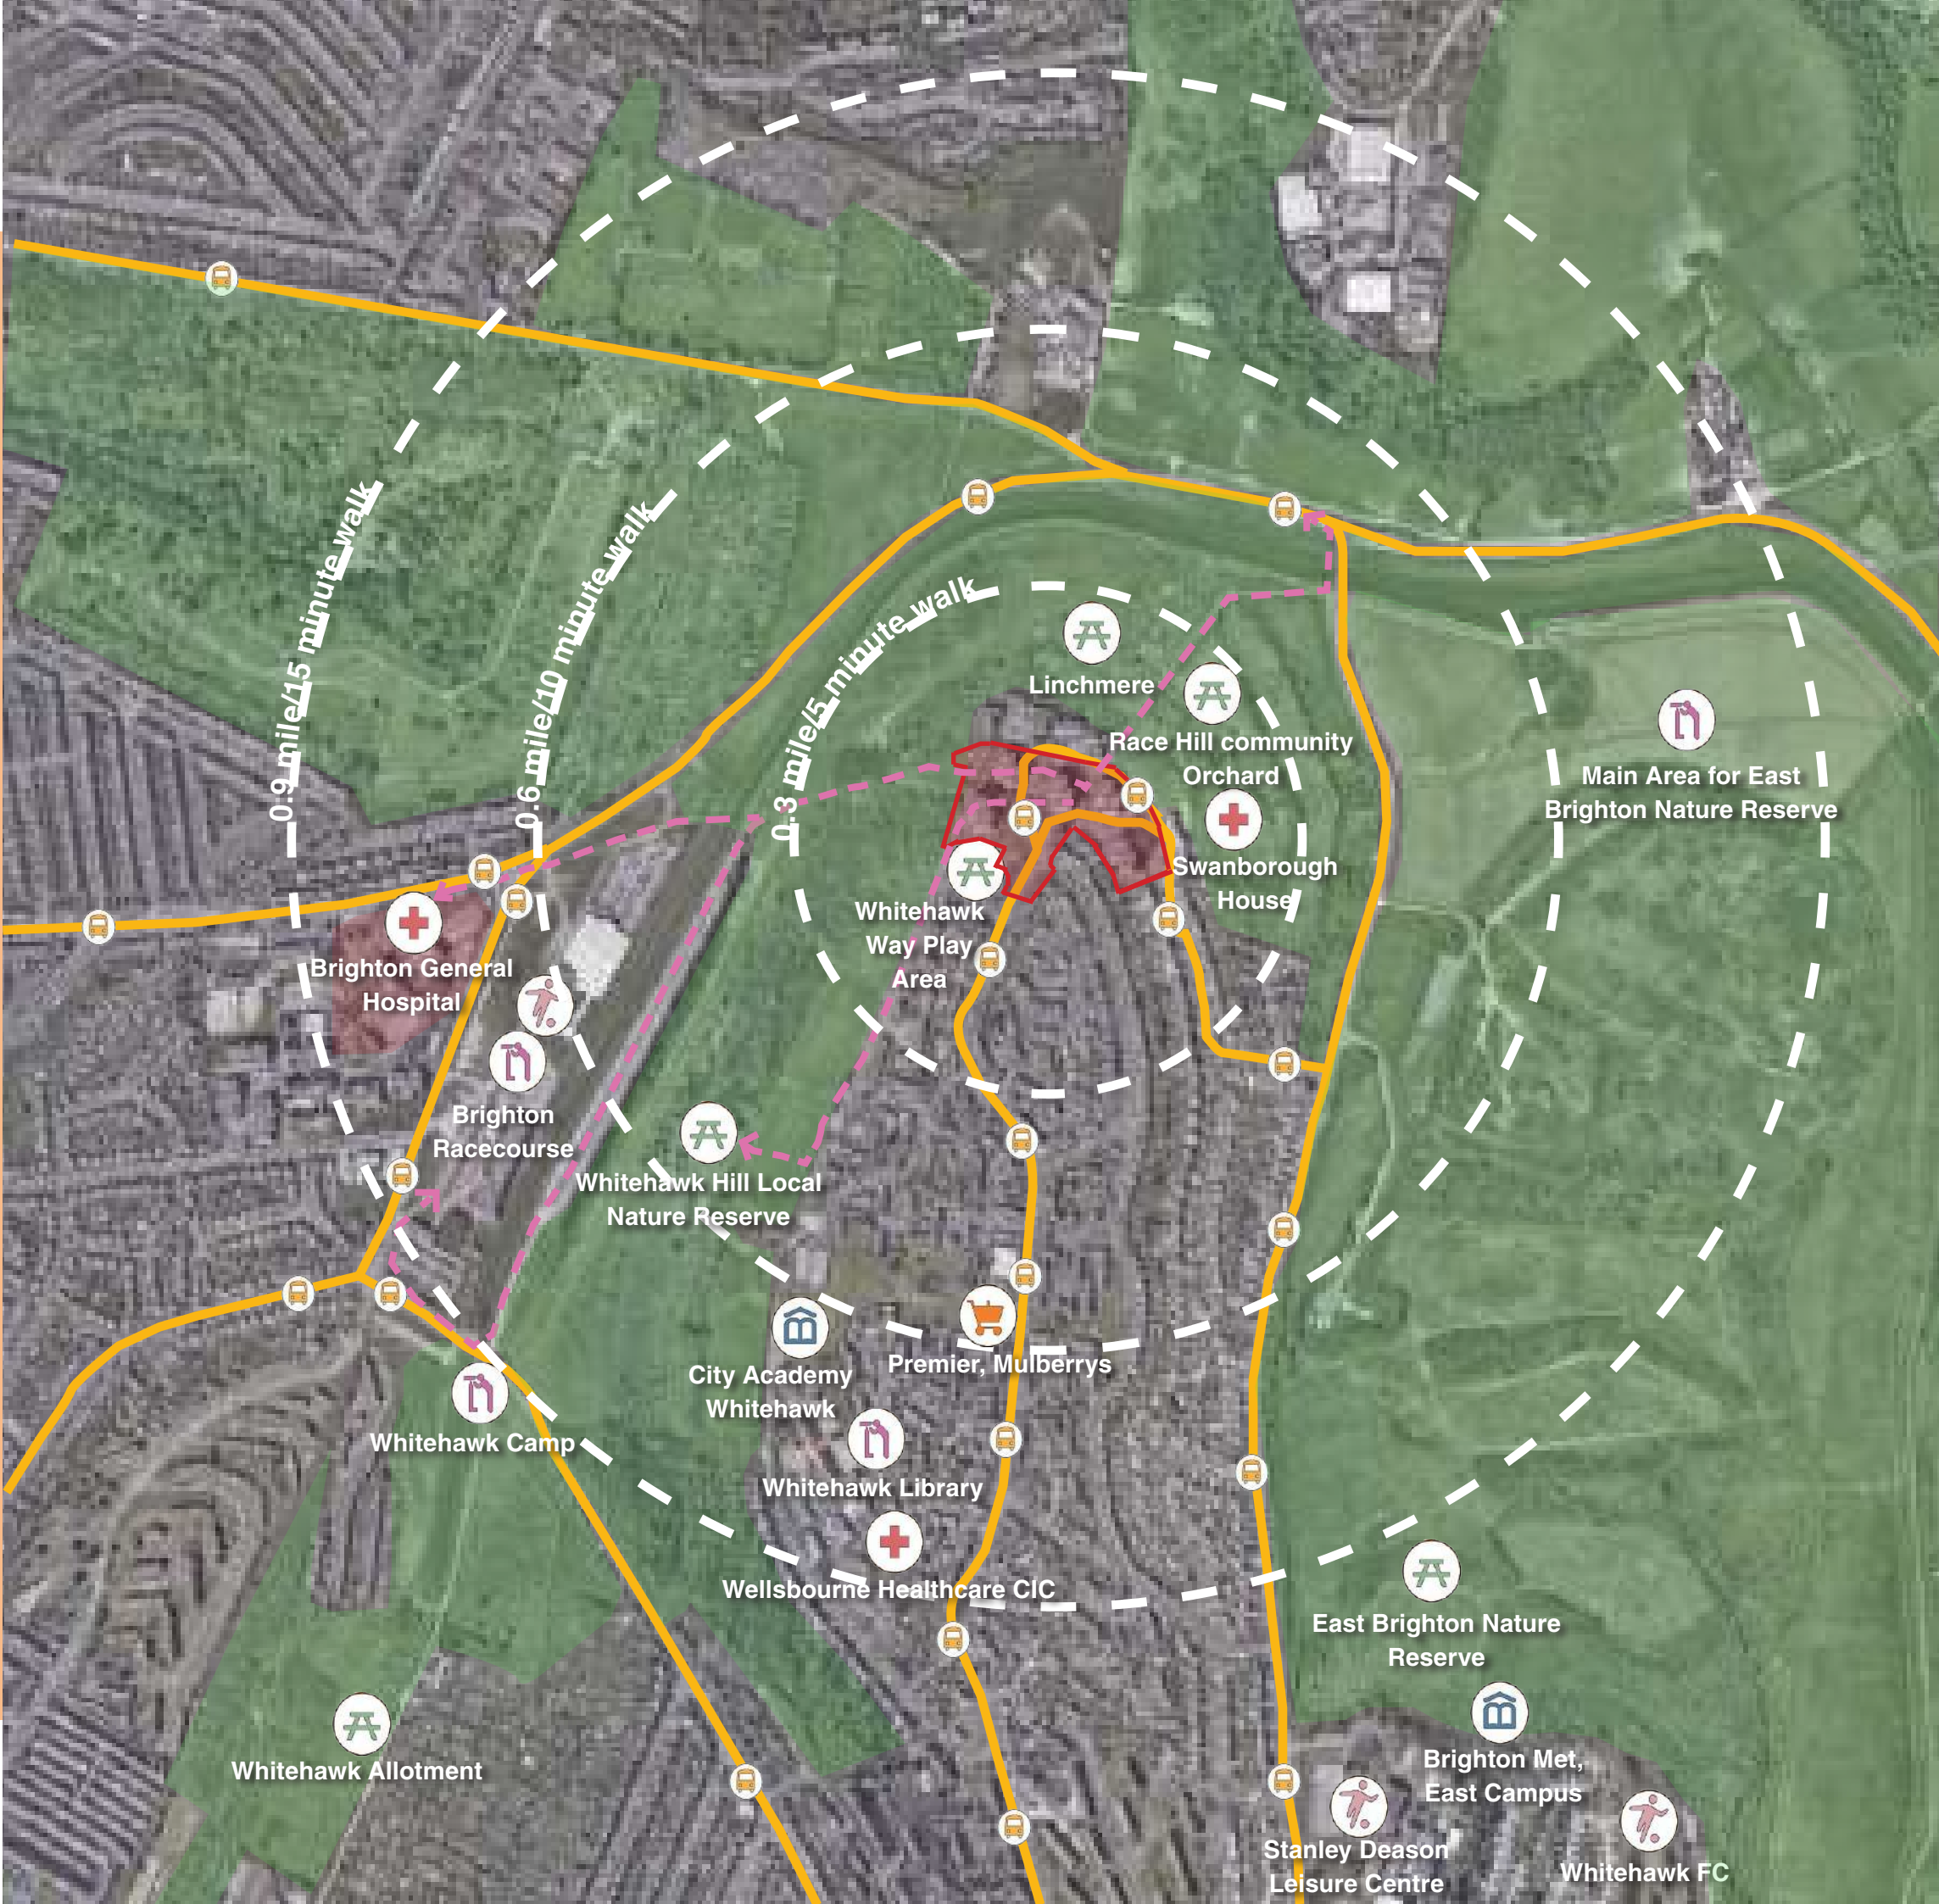 0.9 mile/15 minute walk
0.6 mile/10 minute walk
0.3 mile/5 minute walk
Linchmere
Race Hill community
Orchard
Main Area for East
Brighton Nature Reserve
Swanborough
House
Whitehawk
Way Play
Area
Brighton General
Hospital
Brighton
Racecourse
Whitehawk Hill Local
Nature Reserve
City Academy
Whitehawk
Premier, Mulberrys
Whitehawk Camp
Whitehawk Library
Wellsbourne Healthcare CIC
East Brighton Nature
Reserve
Whitehawk Allotment
Brighton Met,
East Campus
Stanley Deason
Leisure Centre
Whitehawk FC